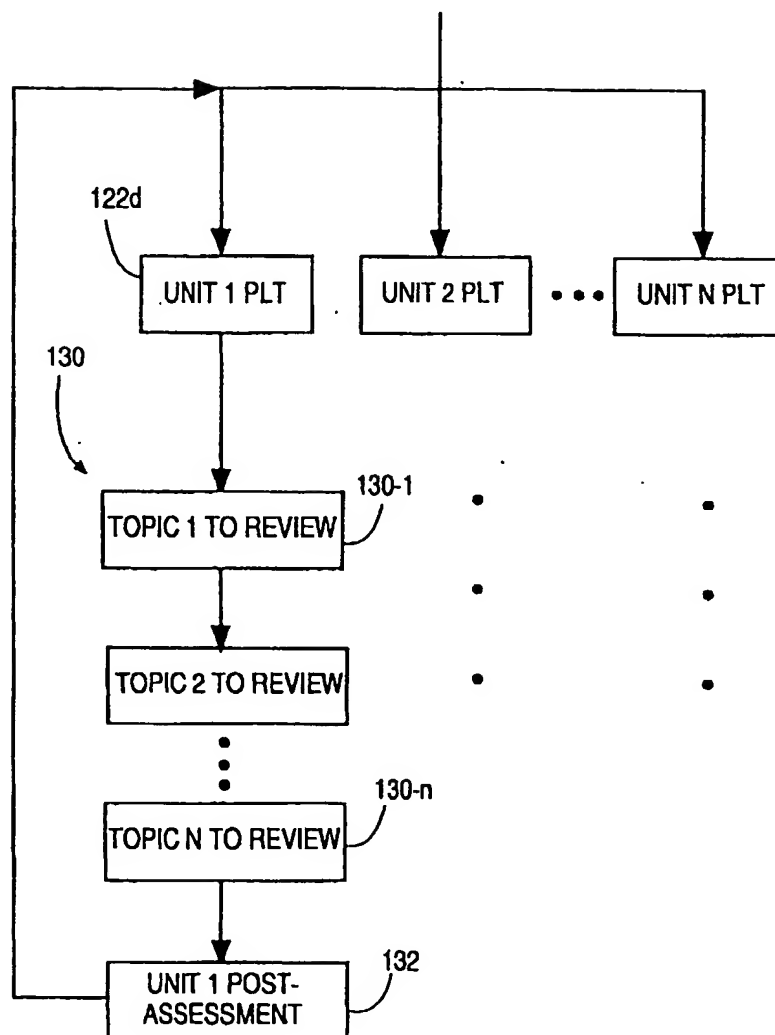 122d
UNIT 1 PLT
UNIT 2 PLT
UNIT N PLT
130
TOPIC 1 TO REVIEW
130-1
TOPIC 2 TO REVIEW
TOPIC N TO REVIEW
130-n
UNIT 1 POST-
ASSESSMENT
132